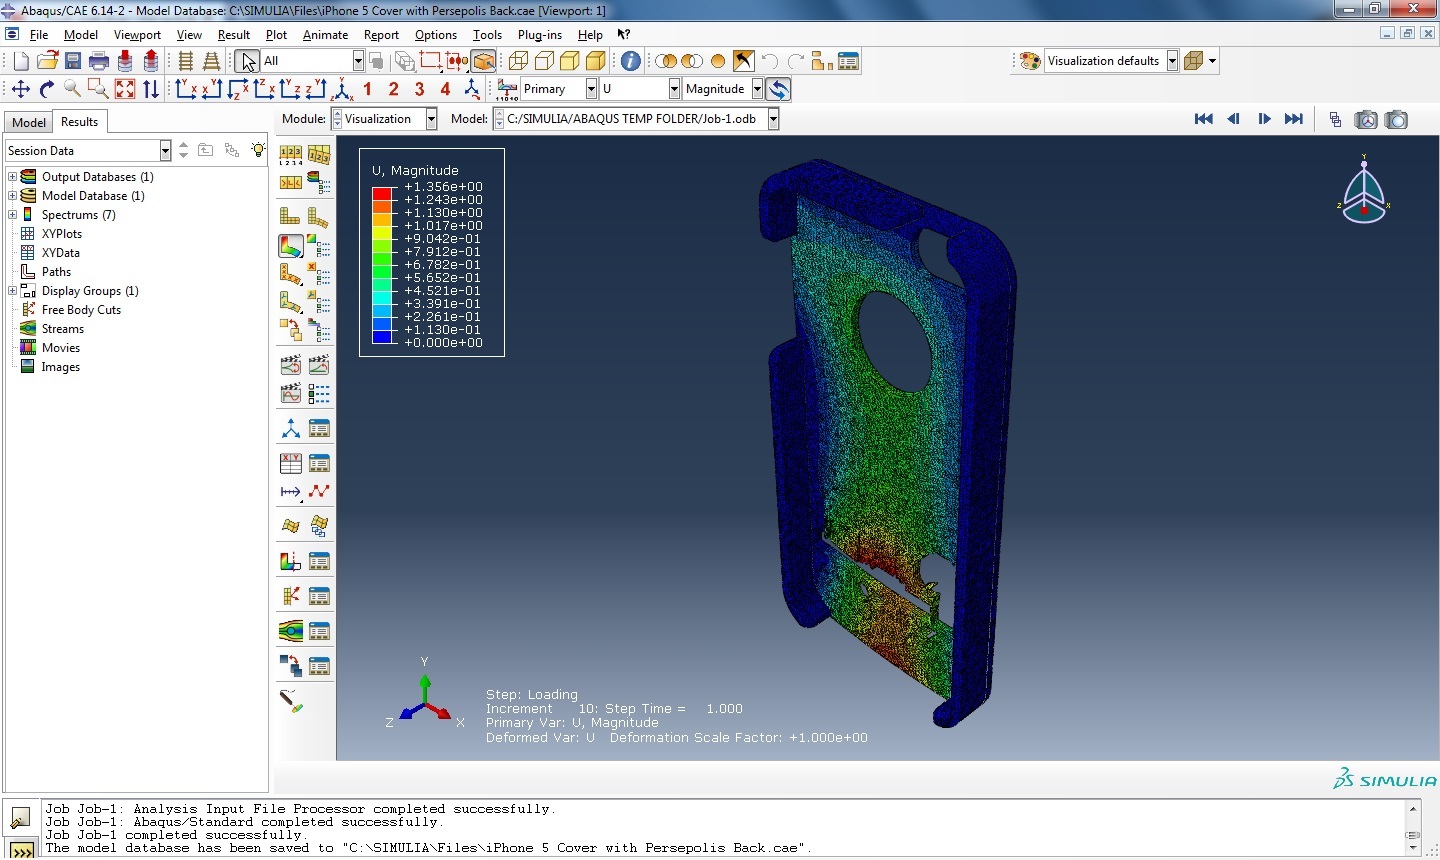 Abaqus/CAE 6.14-2 - Model Database: C:\SIMULIA\Files\iPhone 5 Cover with Persepolis Back.cae [Viewport: 1]
File Model Viewport View Result Plot Animate Report Options Tools Plug-ins Help
All
Visualization defaults
1 2 3 4
Primary U Magnitude
Model Results
Module: Visualization Model: C:/SIMULIA/ABAQUS TEMP FOLDER/Job-1.odb
Session Data
Output Databases (1)
Model Database (1)
Spectrums (7)
XYPlots
XYData
Paths
Display Groups (1)
Free Body Cuts
Streams
Movies
Images
U, Magnitude
+1.356e+00
+1.243e+00
+1.130e+00
+1.017e+00
+9.042e-01
+7.912e-01
+6.782e-01
+5.652e-01
+4.521e-01
+3.391e-01
+2.261e-01
+1.130e-01
+0.000e+00
Y
Z X
Y
Z X
Step: Loading
Increment 10: Step Time = 1.000
Primary Var: U, Magnitude
Deformed Var: U Deformation Scale Factor: +1.000e+00
SIMULIA
Job Job-1: Analysis Input File Processor completed successfully.
Job Job-1: Abaqus/Standard completed successfully.
Job Job-1 completed successfully.
The model database has been saved to "C:\SIMULIA\Files\iPhone 5 Cover with Persepolis Back.cae".
>>>